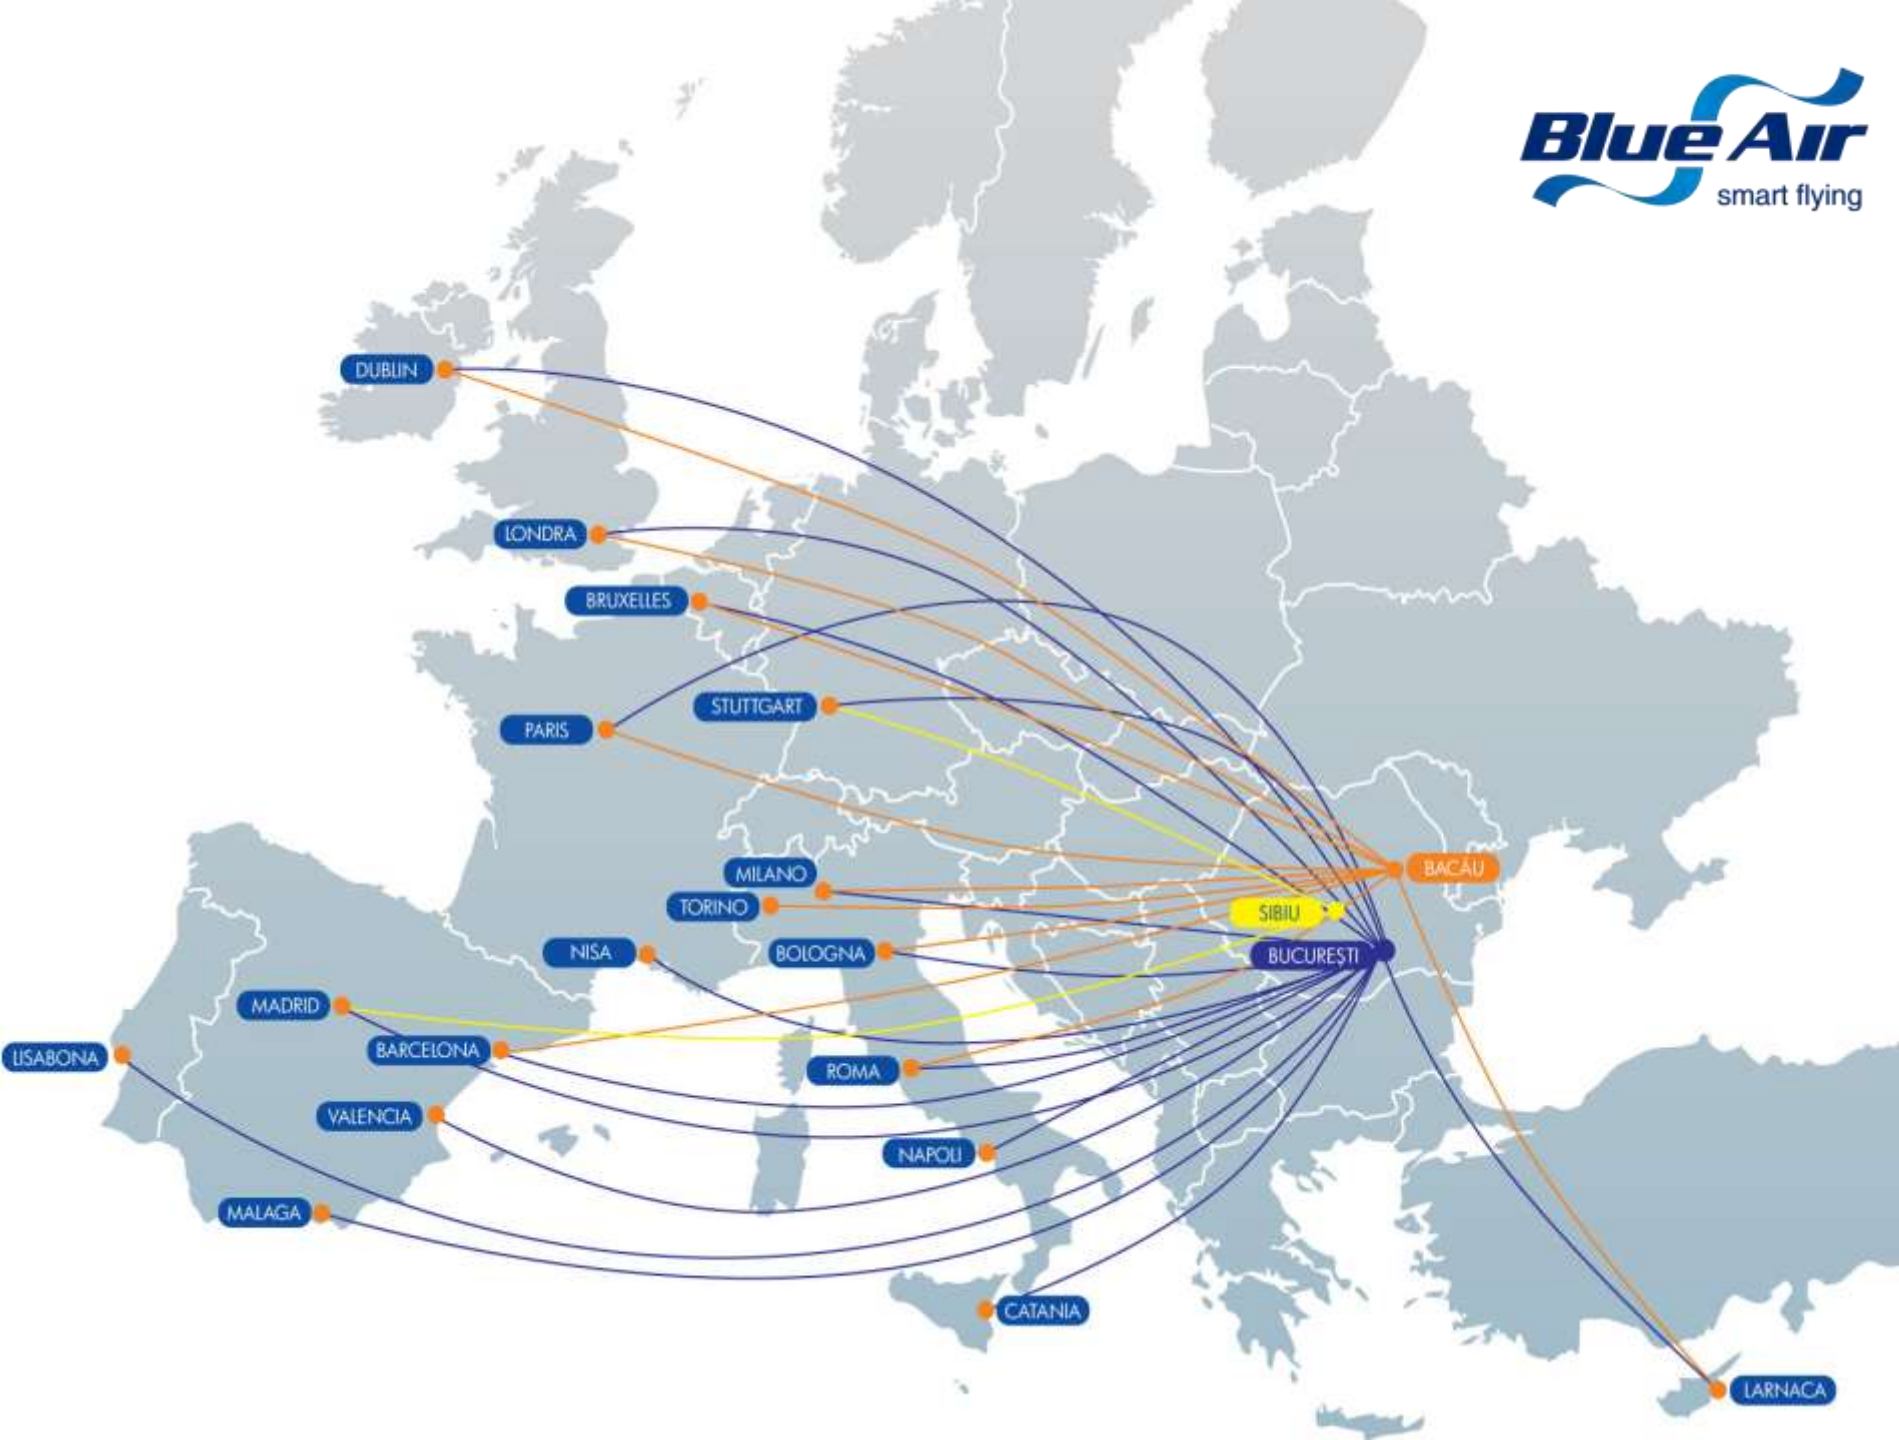 Blue Air
smart flying
DUBLIN
LONDRA
BRUXELLES
STUTTGART
PARIS
MILANO
BACĂU
TORINO
SIBIU
NISA
BOLOGNA
BUCUREȘTI
MADRID
BARCELONA
LISABONA
ROMA
VALENCIA
NAPOLI
MALAGA
CATANIA
LARNACA